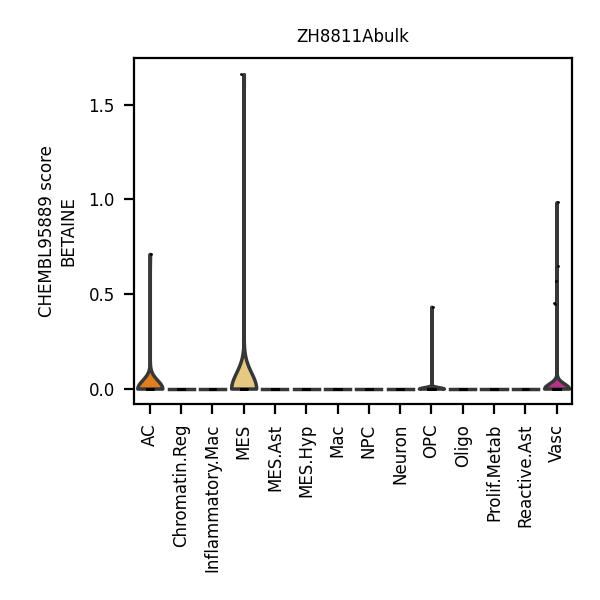 ZH8811Abulk
CHEMBL95889 score
BETAINE
1.5
1.0
0.5
0.0
AC
Chromatin.Reg
Inflammatory.Mac
MES
MES.Ast
MES.Hyp
Mac
NPC
Neuron
OPC
Oligo
Prolif.Metab
Reactive.Ast
Vasc